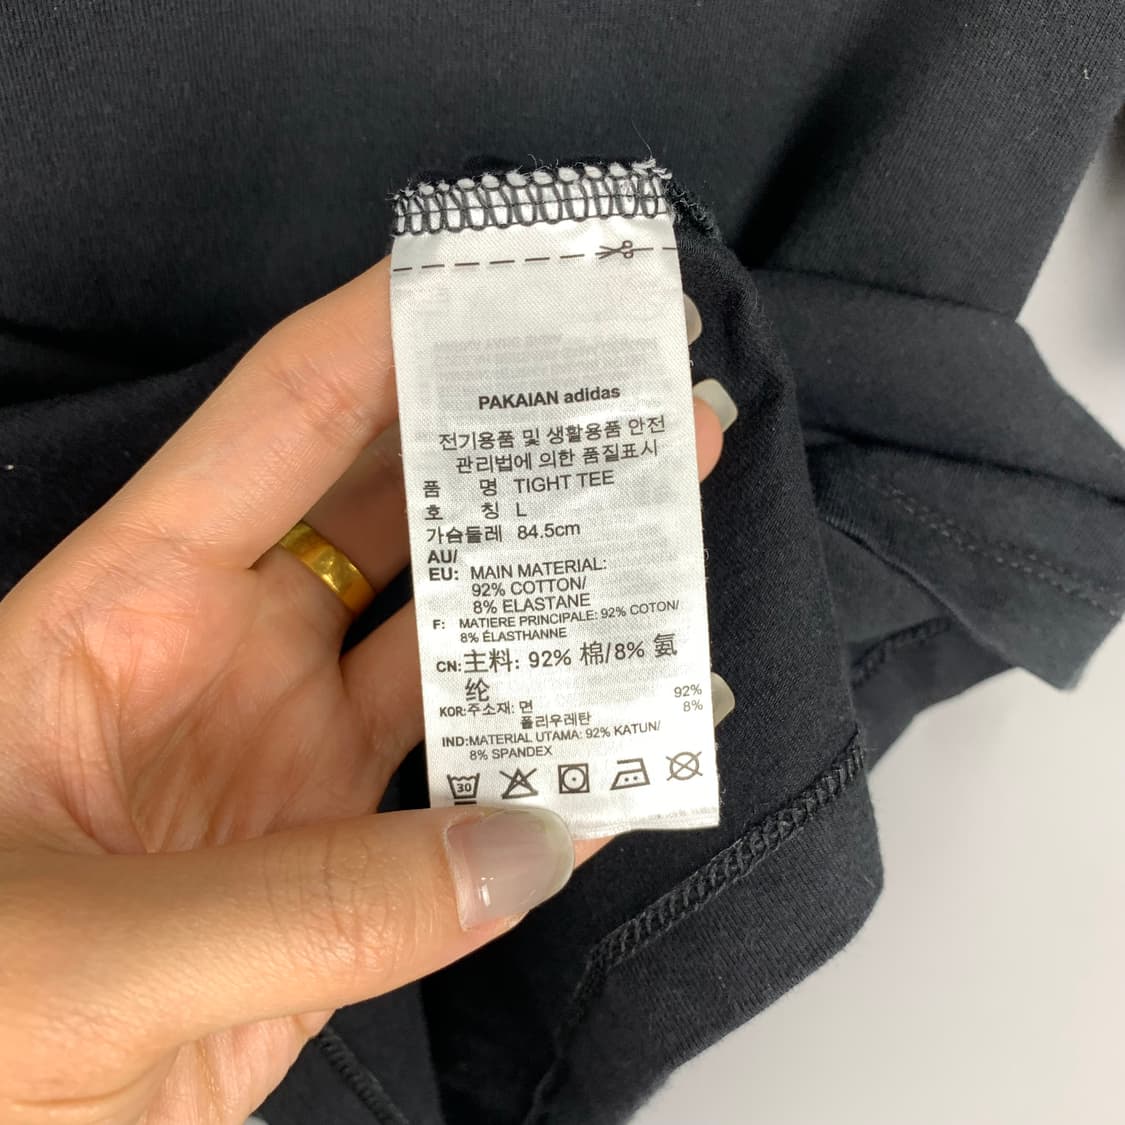 PAKAIAN adidas
전기용품 및 생활용품 안전
관리법에 의한 품질표시
품 명 TIGHT TEE
호 칭 L
가슴둘레 84.5cm
AU/
EU: MAIN MATERIAL:
92% COTTON/
8% ELASTANE
F: MATIERE PRINCIPALE: 92% COTON/
8% ÉLASTHANNE
CN:主料: 92% 棉/8% 氨
纶
KOR:주소재: 면 92%
폴리우레탄 8%
IND:MATERIAL UTAMA: 92% KATUN/
8% SPANDEX
30